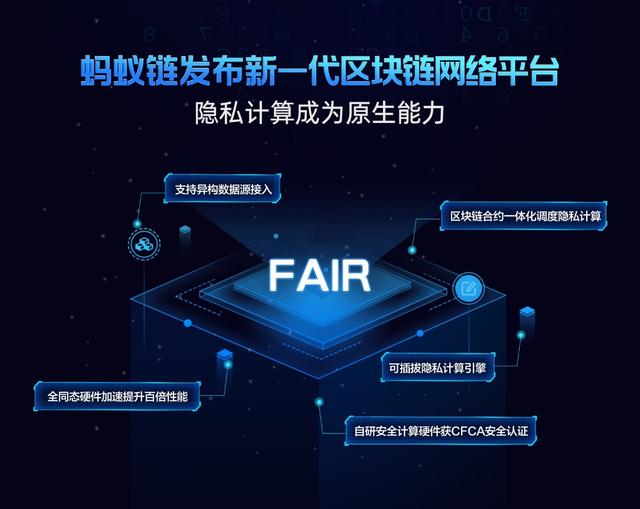 蚂蚁链发布新一代区块链网络平台
隐私计算成为原生能力
支持异构数据源接入
区块链合约一体化调度隐私计算
FAIR
可插拔隐私计算引擎
全同态硬件加速提升百倍性能
自研安全计算硬件获CFCA安全认证